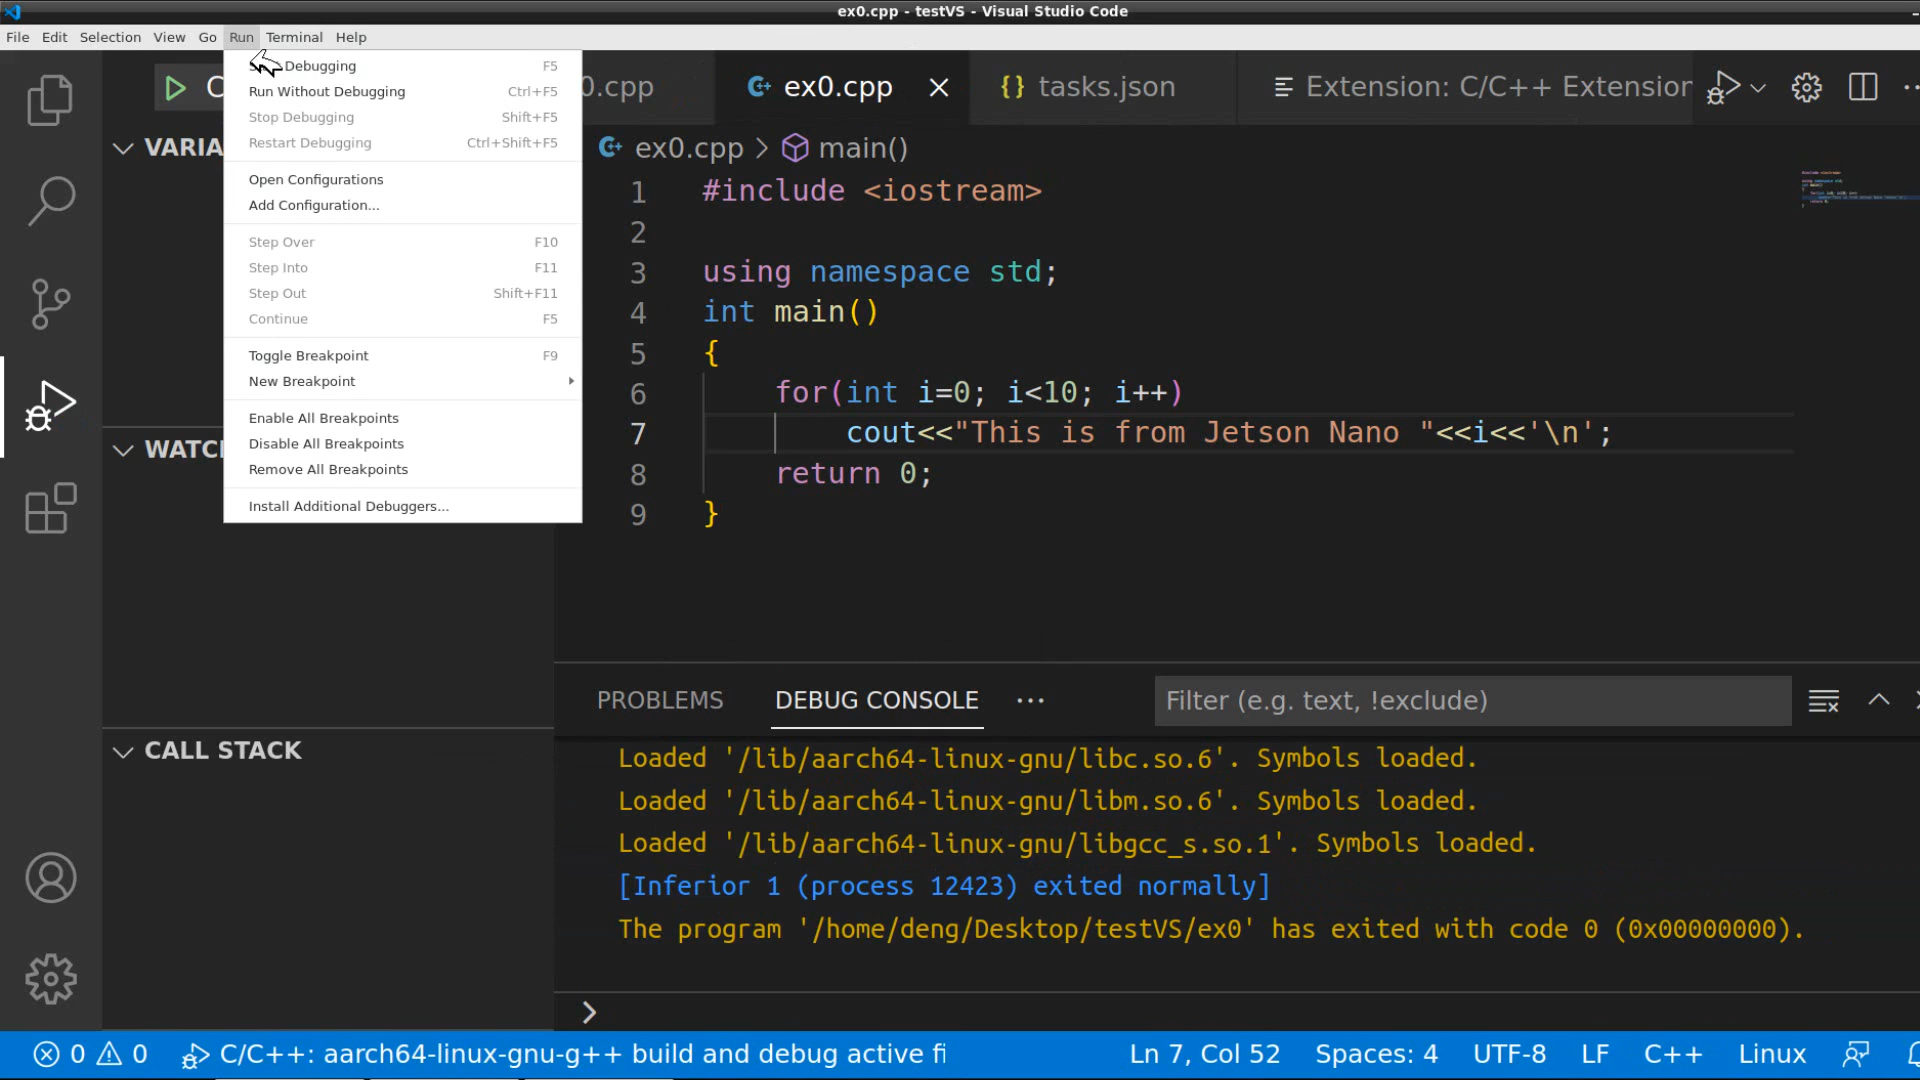 ex0.cpp - testVS - Visual Studio Code
File Edit Selection View Go Run Terminal Help
Debugging F5
Run Without Debugging Ctrl+F5
Stop Debugging Shift+F5
Restart Debugging Ctrl+Shift+F5
Open Configurations
Add Configuration...
Step Over F10
Step Into F11
Step Out Shift+F11
Continue F5
Toggle Breakpoint F9
New Breakpoint
Enable All Breakpoints
Disable All Breakpoints
Remove All Breakpoints
Install Additional Debuggers...
C
VARIA
WATCH
CALL STACK
0.cpp ex0.cpp {} tasks.json Extension: C/C++ Extension
ex0.cpp > main()
1 #include <iostream>
2
3 using namespace std;
4 int main()
5 {
6 for(int i=0; i<10; i++)
7 cout<<"This is from Jetson Nano "<<i<<'\n';
8 return 0;
9 }
PROBLEMS DEBUG CONSOLE ··· Filter (e.g. text, !exclude)
Loaded '/lib/aarch64-linux-gnu/libc.so.6'. Symbols loaded.
Loaded '/lib/aarch64-linux-gnu/libm.so.6'. Symbols loaded.
Loaded '/lib/aarch64-linux-gnu/libgcc_s.so.1'. Symbols loaded.
[Inferior 1 (process 12423) exited normally]
The program '/home/deng/Desktop/testVS/ex0' has exited with code 0 (0x00000000).
>
0 0 C/C++: aarch64-linux-gnu-g++ build and debug active fi Ln 7, Col 52 Spaces: 4 UTF-8 LF C++ Linux